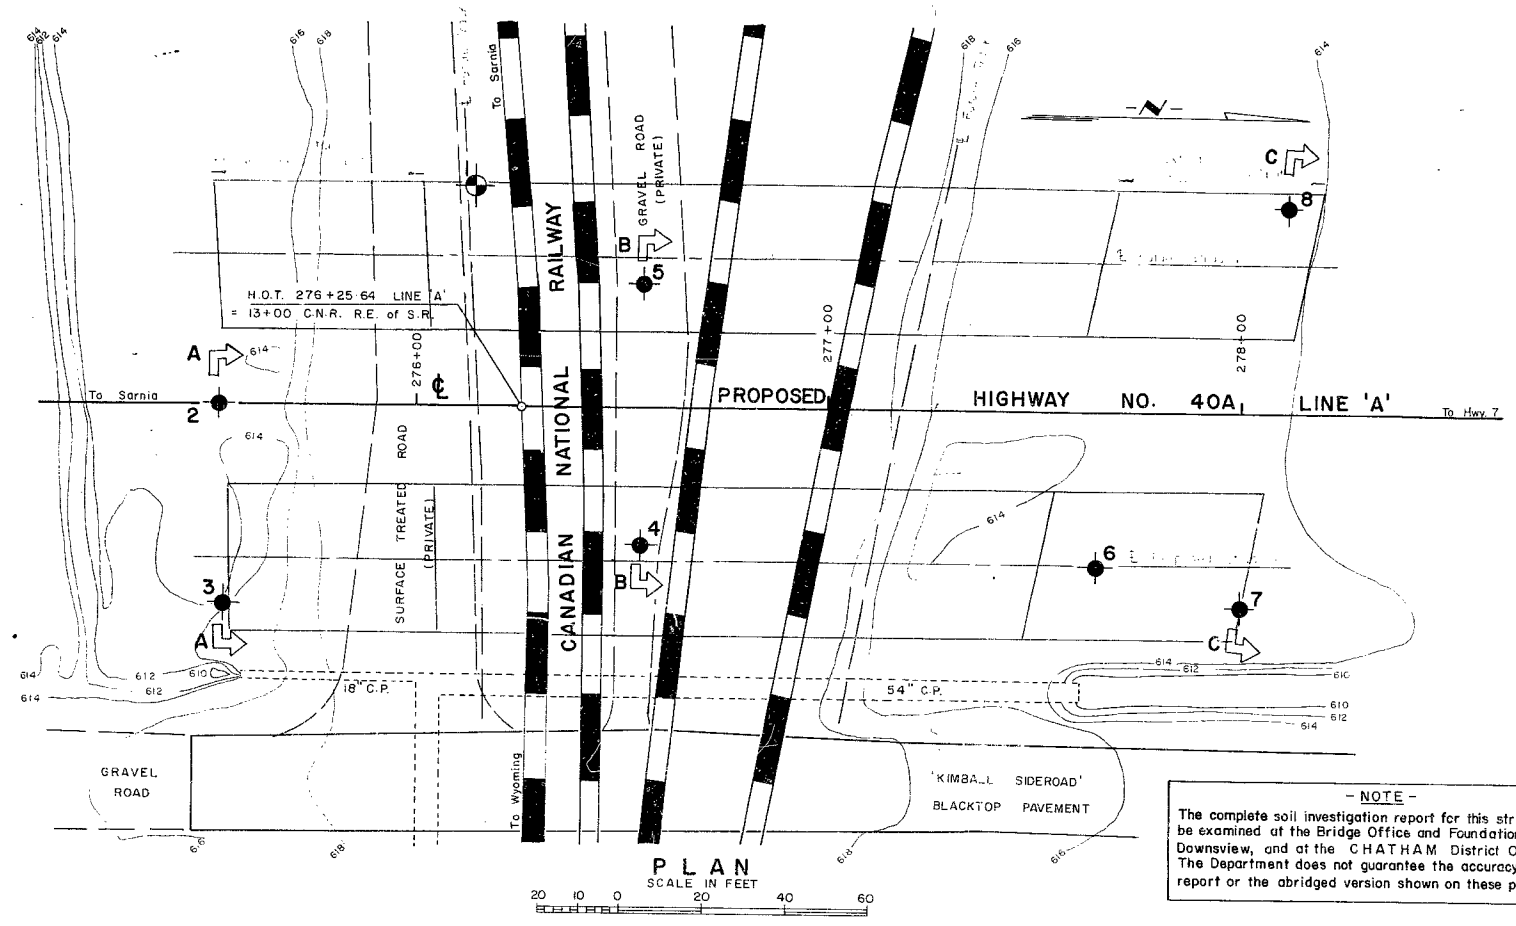 614
612
614
616
618
To Sarnia
618
616
614
N
GRAVEL ROAD
(PRIVATE)
C
8
RAILWAY
B
5
H.O.T. 276+25·64 LINE 'A'
= 13+00 C.N.R. R.E. of S.R.
277+00
278+00
276+00
A
614
℄
To Sarnia
2
PROPOSED
HIGHWAY NO. 40A
LINE 'A'
To Hwy. 7
614
SURFACE TREATED ROAD
(PRIVATE)
CANADIAN NATIONAL
614
4
B
6
3
A
7
C
614
612
610
612
614
18" C.P.
54" C.P.
614
612
610
610
612
614
GRAVEL
ROAD
To Wyoming
'KIMBALL SIDEROAD'
BLACKTOP PAVEMENT
616
618
618
616
PLAN
SCALE IN FEET
20 10 0 20 40 60
- NOTE -
The complete soil investigation report for this str
be examined at the Bridge Office and Foundation
Downsview, and at the CHATHAM District O
The Department does not guarantee the accuracy
report or the abridged version shown on these p